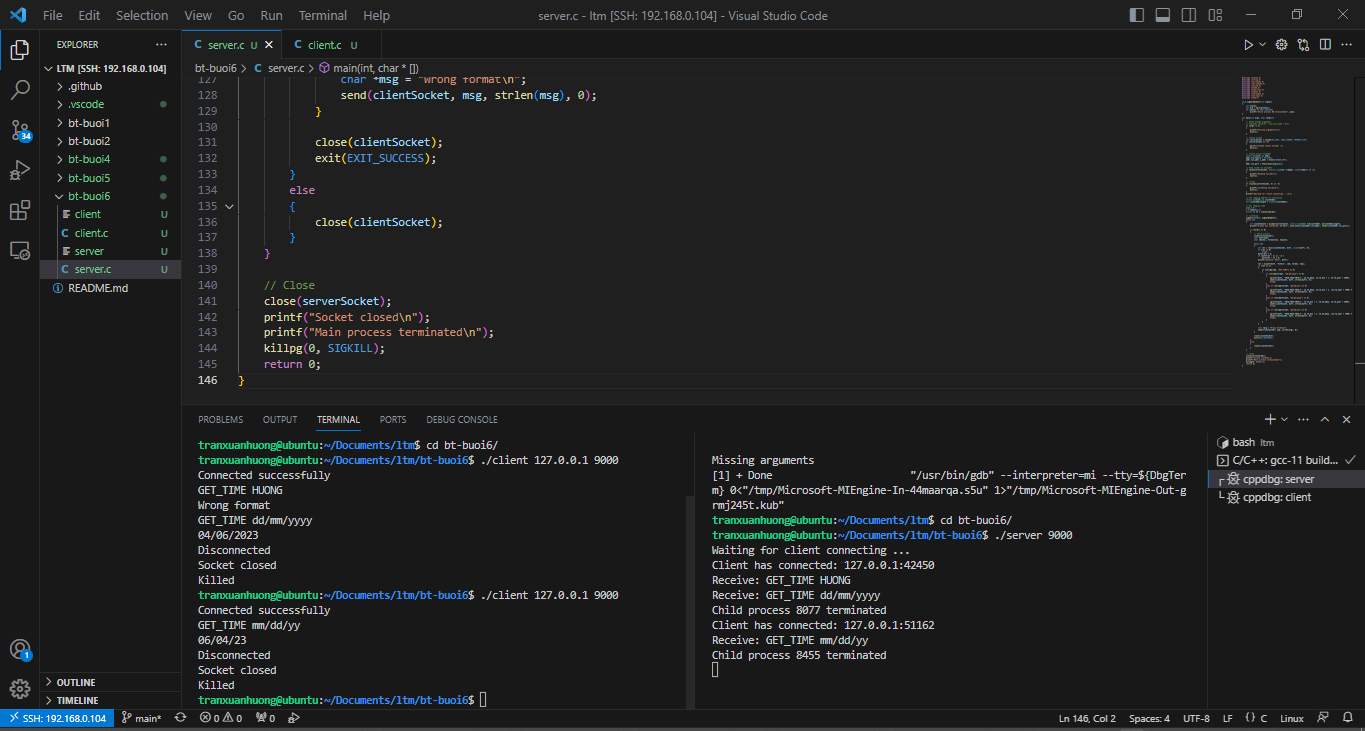 File Edit Selection View Go Run Terminal Help
server.c - ltm [SSH: 192.168.0.104] - Visual Studio Code
EXPLORER
LTM [SSH: 192.168.0.104]
.github
.vscode
bt-buoi1
bt-buoi2
bt-buoi4
bt-buoi5
bt-buoi6
client U
client.c U
server U
server.c U
README.md
OUTLINE
TIMELINE
34
1
server.c U
client.c U
bt-buoi6 > server.c > main(int, char * [])
127 char *msg = "Wrong format\n";
128 send(clientSocket, msg, strlen(msg), 0);
129 }
130
131 close(clientSocket);
132 exit(EXIT_SUCCESS);
133 }
134 else
135 {
136 close(clientSocket);
137 }
138 }
139
140 // Close
141 close(serverSocket);
142 printf("Socket closed\n");
143 printf("Main process terminated\n");
144 killpg(0, SIGKILL);
145 return 0;
146 }
PROBLEMS OUTPUT TERMINAL PORTS DEBUG CONSOLE
tranxuanhuong@ubuntu:~/Documents/ltm$ cd bt-buoi6/
tranxuanhuong@ubuntu:~/Documents/ltm/bt-buoi6$ ./client 127.0.0.1 9000
Connected successfully
GET_TIME HUONG
Wrong format
GET_TIME dd/mm/yyyy
04/06/2023
Disconnected
Socket closed
Killed
tranxuanhuong@ubuntu:~/Documents/ltm/bt-buoi6$ ./client 127.0.0.1 9000
Connected successfully
GET_TIME mm/dd/yy
06/04/23
Disconnected
Socket closed
Killed
tranxuanhuong@ubuntu:~/Documents/ltm/bt-buoi6$
Missing arguments
[1] + Done "/usr/bin/gdb" --interpreter=mi --tty=${DbgTer
m} 0<"/tmp/Microsoft-MIEngine-In-44maarqa.s5u" 1>"/tmp/Microsoft-MIEngine-Out-g
rmj245t.kub"
tranxuanhuong@ubuntu:~/Documents/ltm$ cd bt-buoi6/
tranxuanhuong@ubuntu:~/Documents/ltm/bt-buoi6$ ./server 9000
Waiting for client connecting ...
Client has connected: 127.0.0.1:42450
Receive: GET_TIME HUONG
Receive: GET_TIME dd/mm/yyyy
Child process 8077 terminated
Client has connected: 127.0.0.1:51162
Receive: GET_TIME mm/dd/yy
Child process 8455 terminated
bash ltm
C/C++: gcc-11 build...
cppdbg: server
cppdbg: client
SSH: 192.168.0.104 main* 0 0 0 Ln 146, Col 2 Spaces: 4 UTF-8 LF {} C Linux